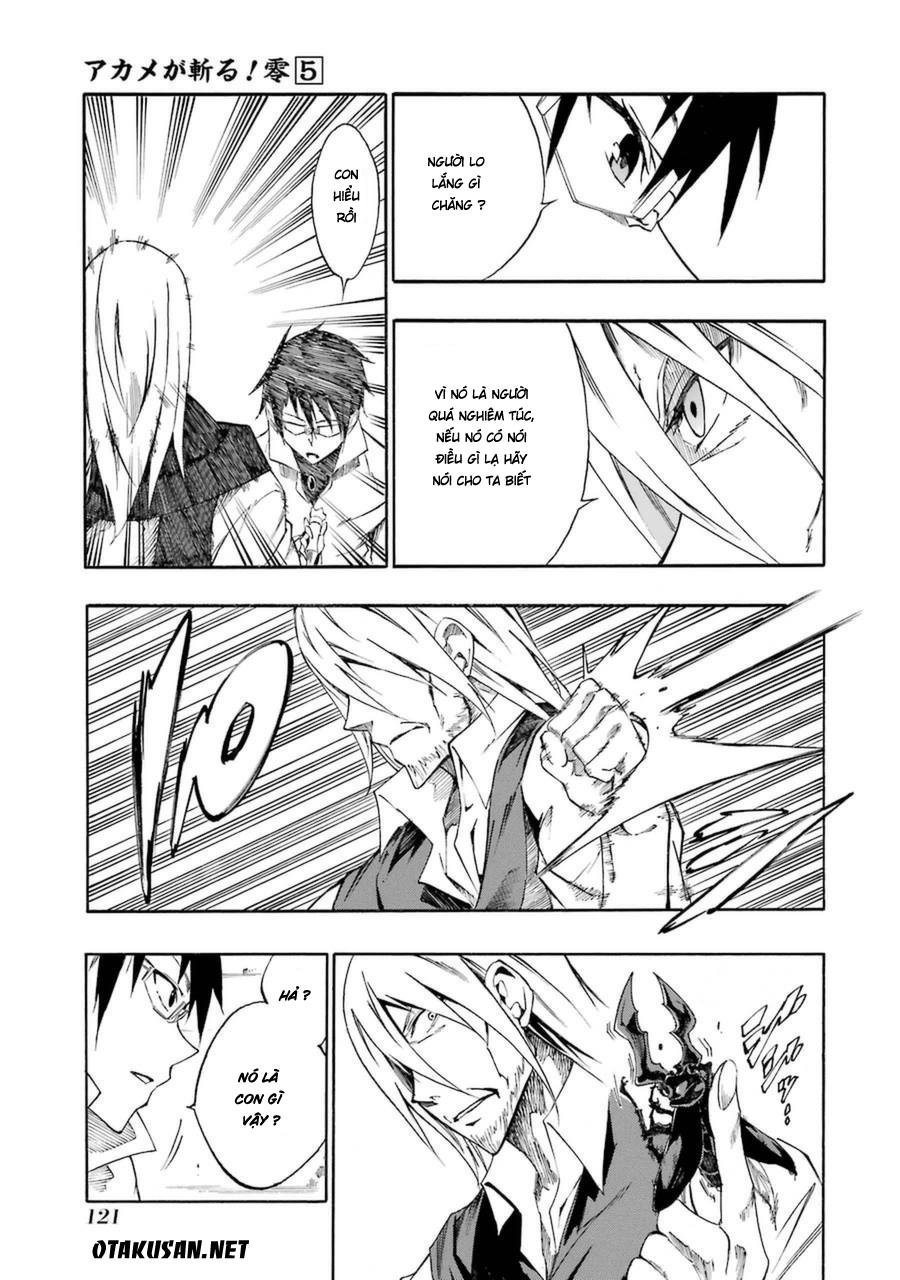 アカメが斬る！零5
NGƯỜI LO
LẮNG GÌ
CHĂNG ?
VÌ NÓ LÀ NGƯỜI
QUÁ NGHIÊM TÚC,
NẾU NÓ CÓ NÓI
ĐIỀU GÌ LẠ HÃY
NÓI CHO TA BIẾT
CON
HIỂU
RỒI
HẢ ?
NÓ LÀ
CON GÌ
VẬY ?
121
OTAKUSAN.NET